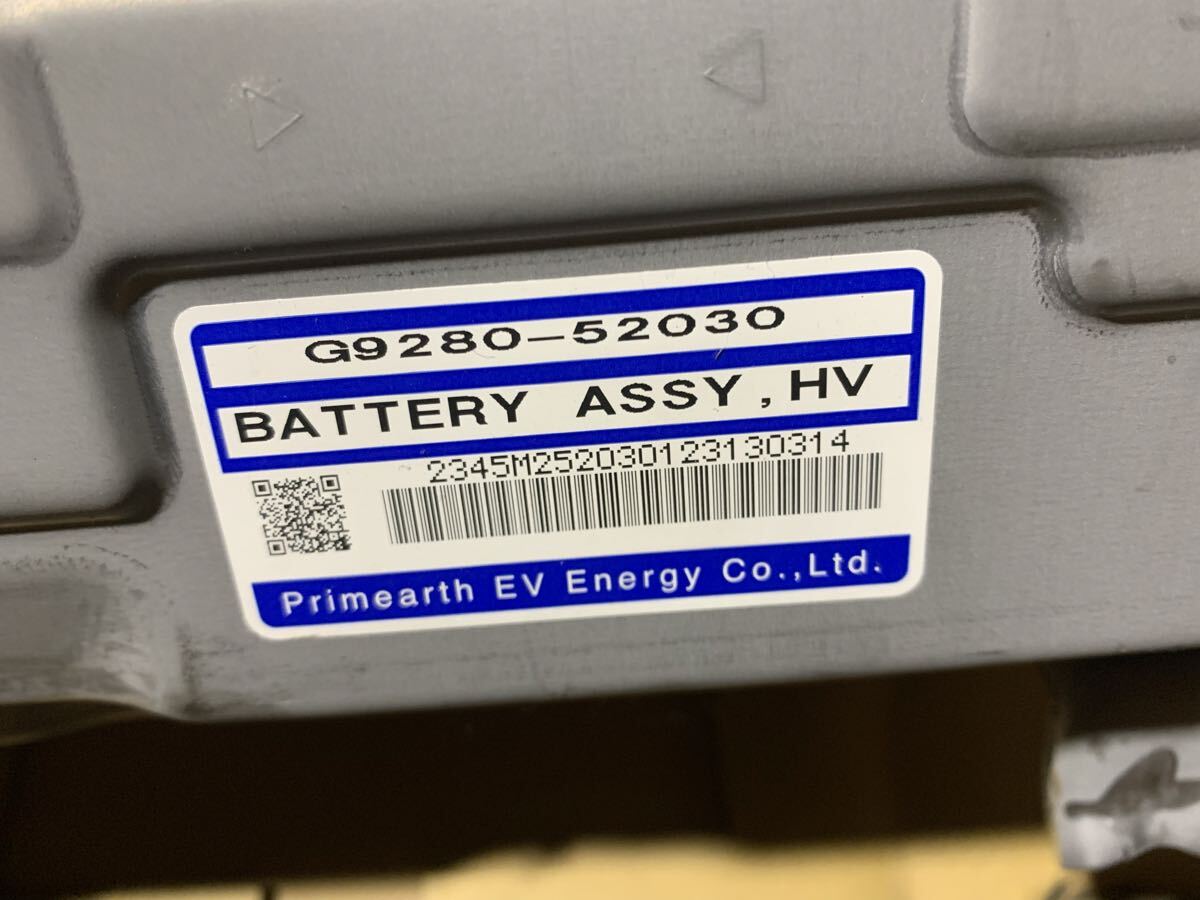 G9280-52030
BATTERY ASSY,HV
2345M252030123130314
Primearth EV Energy Co.,Ltd.